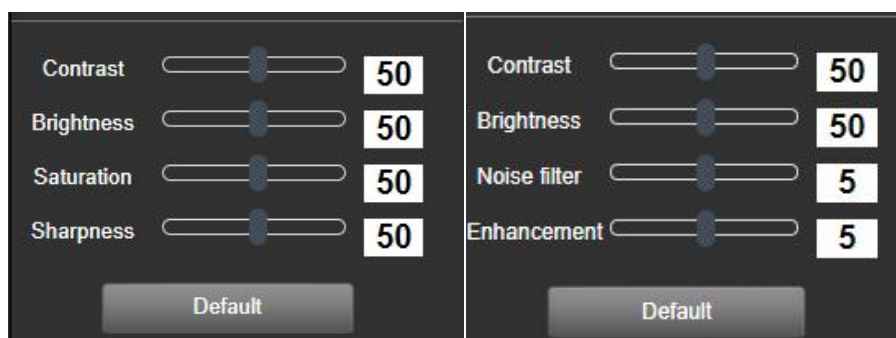 Contrast 50
Brightness 50
Saturation 50
Sharpness 50
Default
Contrast 50
Brightness 50
Noise filter 5
Enhancement 5
Default